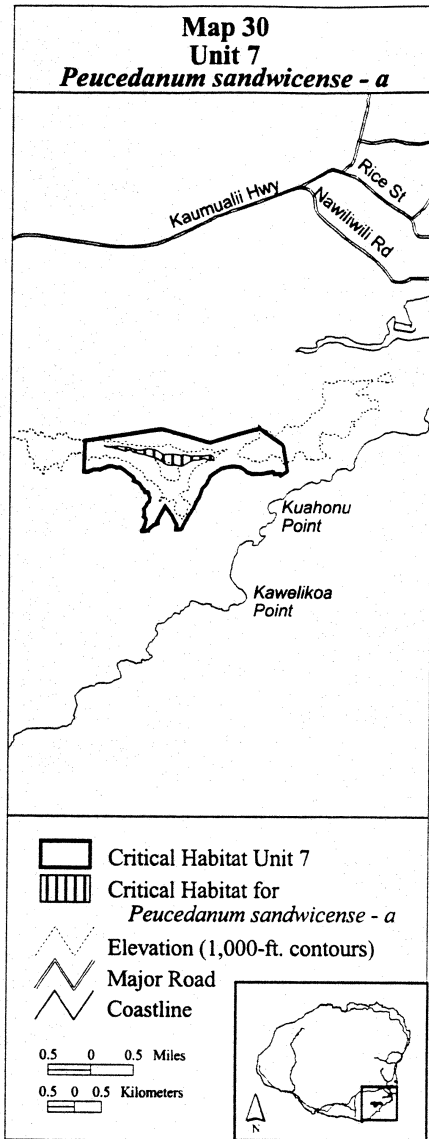 Map 30
Unit 7
Peucedanum sandwicense - a
Rice St
Kaumualii Hwy
Nawiliwili Rd
Kuahonu
Point
Kawelikoa
Point
Critical Habitat Unit 7
Critical Habitat for
Peucedanum sandwicense - a
Elevation (1,000-ft. contours)
Major Road
Coastline
0.5 0 0.5 Miles
0.5 0 0.5 Kilometers
N